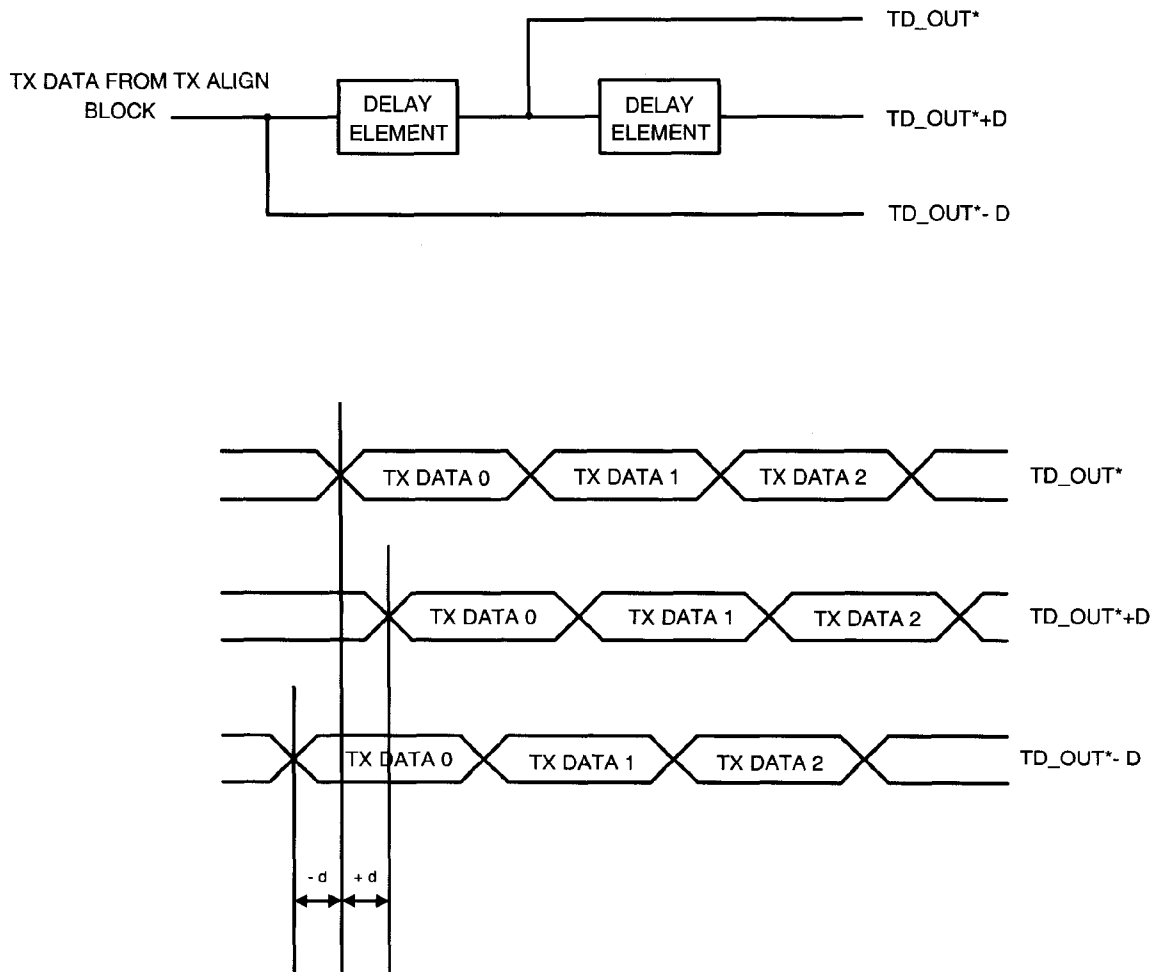 TD_OUT*
TX DATA FROM TX ALIGN
BLOCK
DELAY
ELEMENT
DELAY
ELEMENT
TD_OUT*+D
TD_OUT*- D
TX DATA 0
TX DATA 1
TX DATA 2
TD_OUT*
TX DATA 0
TX DATA 1
TX DATA 2
TD_OUT*+D
TX DATA 0
TX DATA 1
TX DATA 2
TD_OUT*- D
- d
+ d